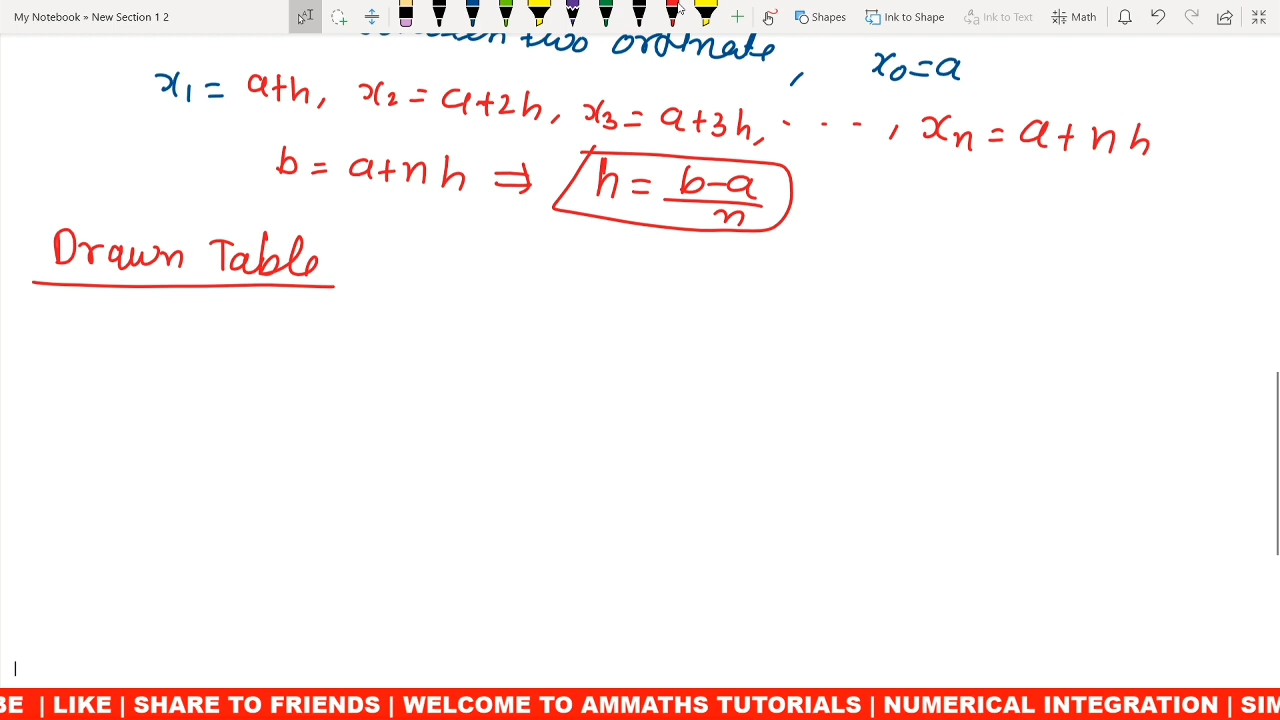 My Notebook » New Section 1 2
Shapes Ink to Shape Ink to Text Math
two ordinate, x₀=a
x₁ = a+h, x₂ = a+2h, x₃ = a+3h, . . . . , xₙ = a+nh
b = a+nh ⇒ h = b-a/n
Drawn Table
BE | LIKE | SHARE TO FRIENDS | WELCOME TO AMMATHS TUTORIALS | NUMERICAL INTEGRATION | SIM